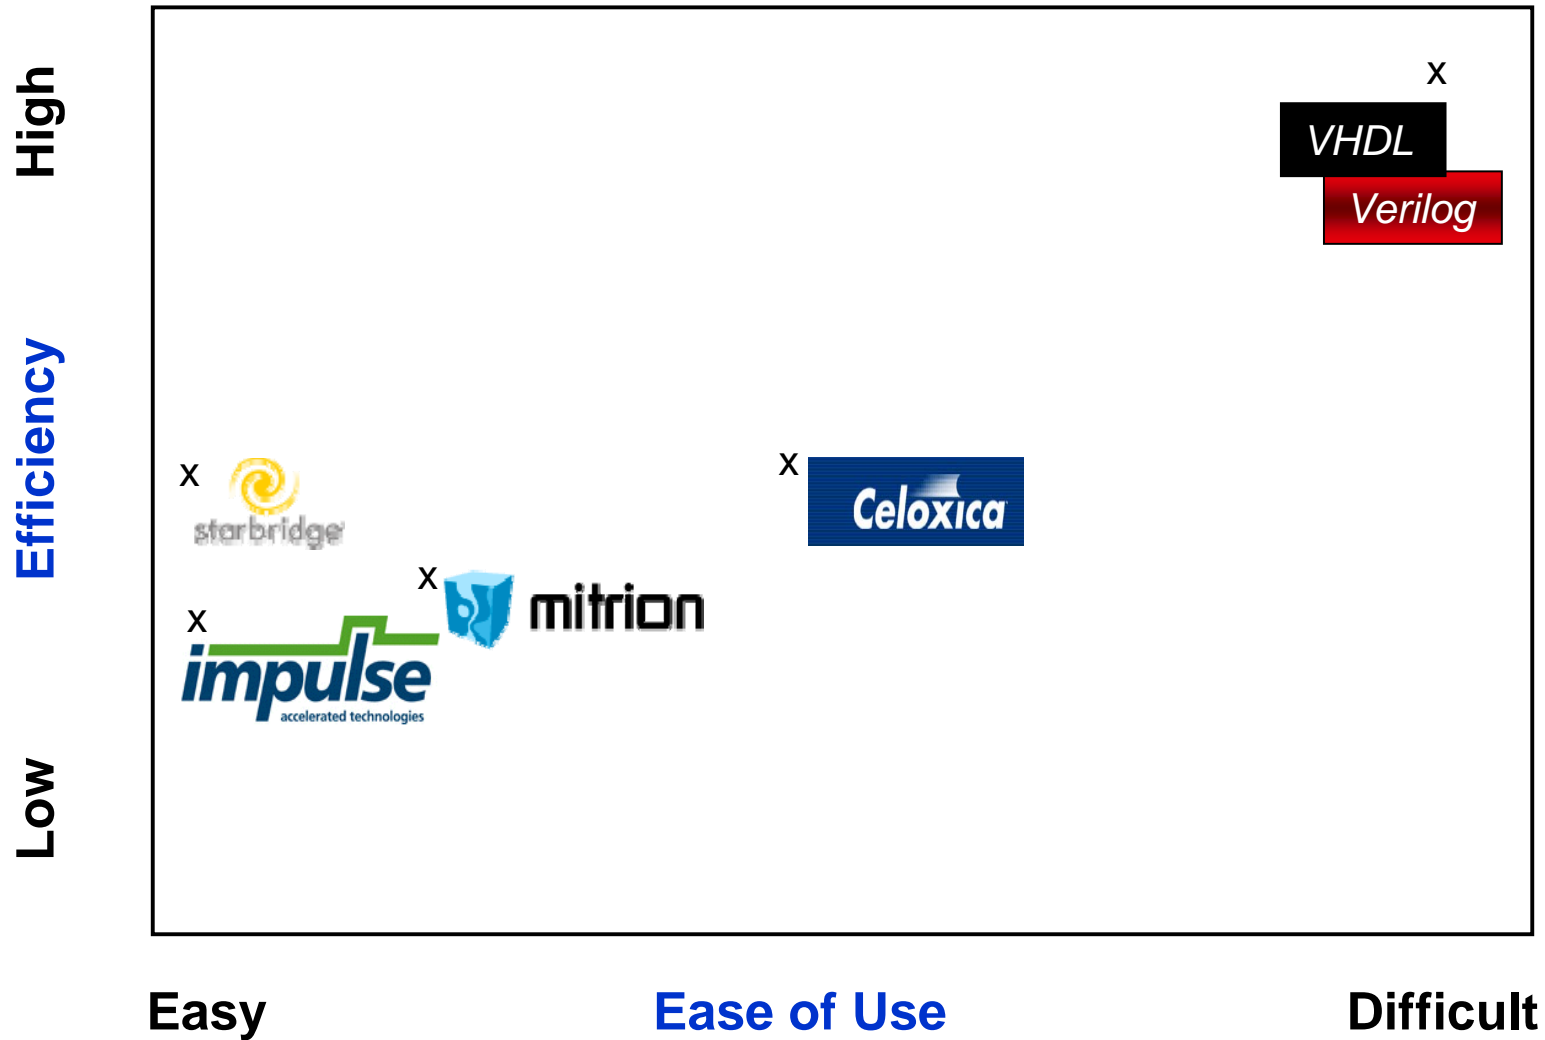 High
x
VHDL
Verilog
Efficiency
x
starbridge
x
Celoxica
x
mitrion
x
impulse
accelerated technologies
Low
Easy
Ease of Use
Difficult